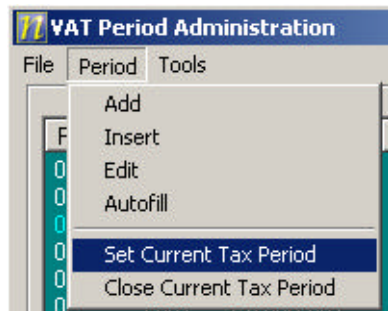 VAT Period Administration
File Period Tools
Add
Insert
Edit
Autofill
Set Current Tax Period
Close Current Tax Period